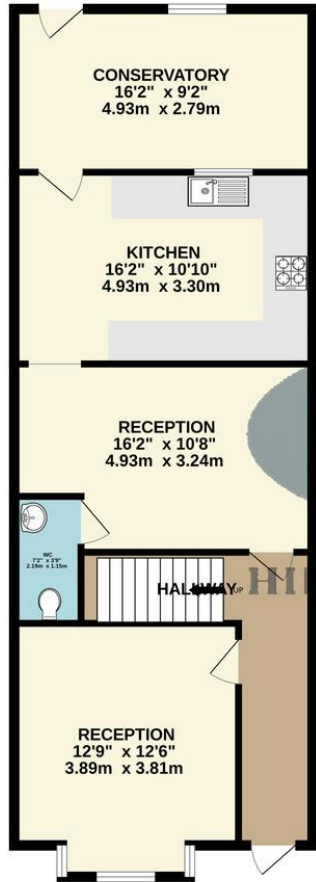 CONSERVATORY
16'2" x 9'2"
4.93m x 2.79m
KITCHEN
16'2" x 10'10"
4.93m x 3.30m
RECEPTION
16'2" x 10'8"
4.93m x 3.24m
WC
7'2" x 3'9"
2.19m x 1.15m
HALLWAY
UP
RECEPTION
12'9" x 12'6"
3.89m x 3.81m